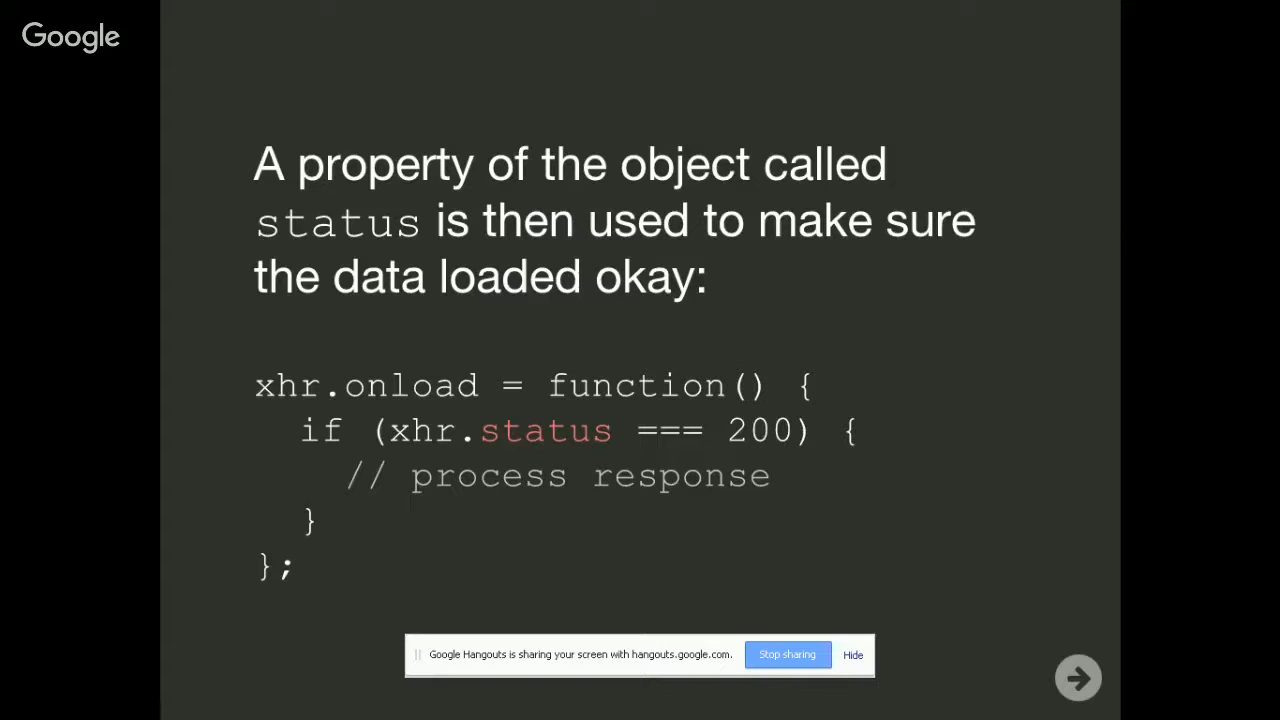 Google
A property of the object called
status is then used to make sure
the data loaded okay:
xhr.onload = function() {
if (xhr.status === 200) {
// process response
}
};
Google Hangouts is sharing your screen with hangouts.google.com. Stop sharing Hide